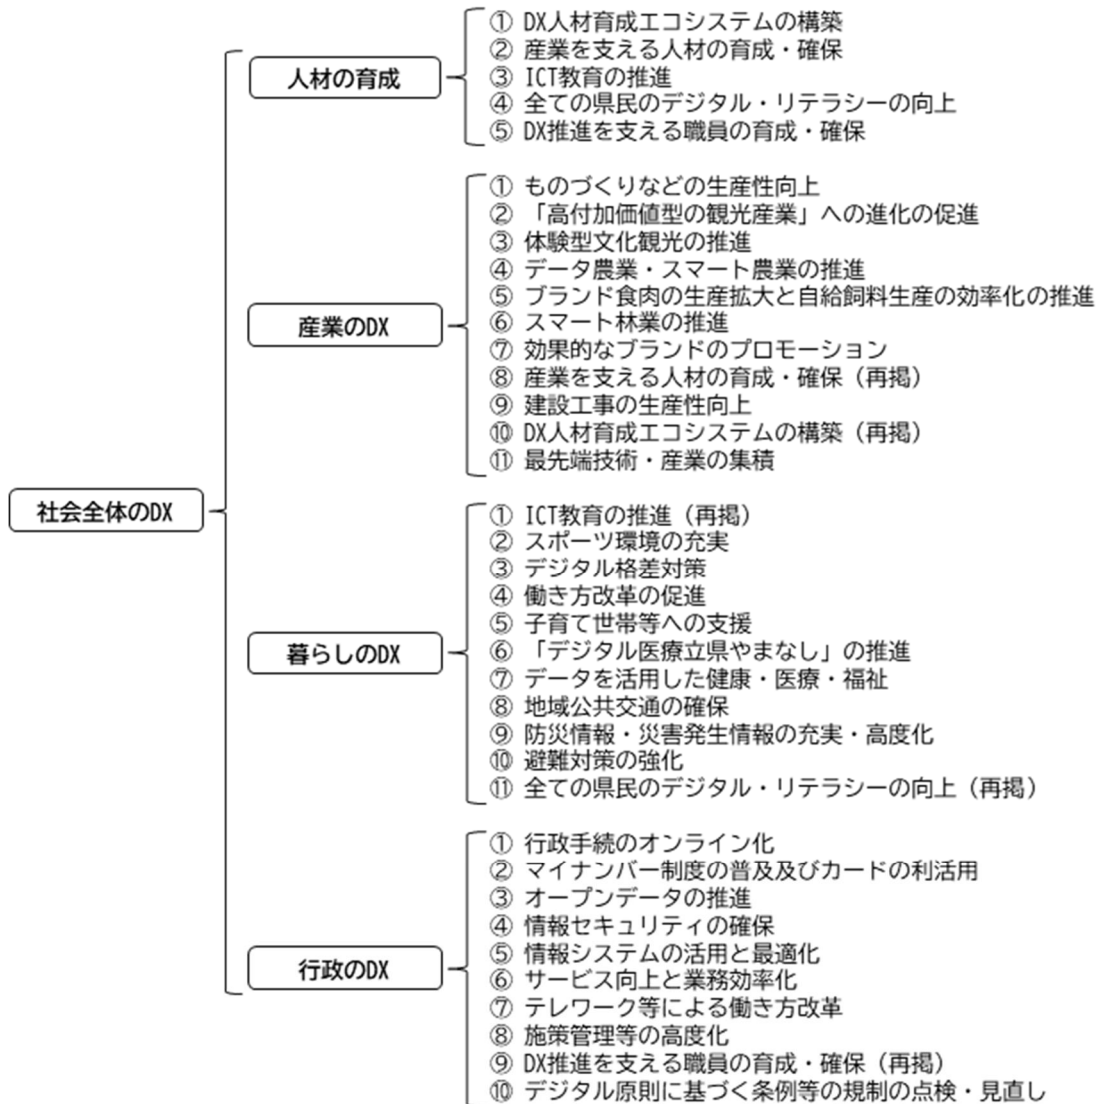 社会全体のDX
人材の育成
① DX人材育成エコシステムの構築
② 産業を支える人材の育成・確保
③ ICT教育の推進
④ 全ての県民のデジタル・リテラシーの向上
⑤ DX推進を支える職員の育成・確保
産業のDX
① ものづくりなどの生産性向上
② 「高付加価値型の観光産業」への進化の促進
③ 体験型文化観光の推進
④ データ農業・スマート農業の推進
⑤ ブランド食肉の生産拡大と自給飼料生産の効率化の推進
⑥ スマート林業の推進
⑦ 効果的なブランドのプロモーション
⑧ 産業を支える人材の育成・確保（再掲）
⑨ 建設工事の生産性向上
⑩ DX人材育成エコシステムの構築（再掲）
⑪ 最先端技術・産業の集積
暮らしのDX
① ICT教育の推進（再掲）
② スポーツ環境の充実
③ デジタル格差対策
④ 働き方改革の促進
⑤ 子育て世帯等への支援
⑥ 「デジタル医療立県やまなし」の推進
⑦ データを活用した健康・医療・福祉
⑧ 地域公共交通の確保
⑨ 防災情報・災害発生情報の充実・高度化
⑩ 避難対策の強化
⑪ 全ての県民のデジタル・リテラシーの向上（再掲）
行政のDX
① 行政手続のオンライン化
② マイナンバー制度の普及及びカードの利活用
③ オープンデータの推進
④ 情報セキュリティの確保
⑤ 情報システムの活用と最適化
⑥ サービス向上と業務効率化
⑦ テレワーク等による働き方改革
⑧ 施策管理等の高度化
⑨ DX推進を支える職員の育成・確保（再掲）
⑩ デジタル原則に基づく条例等の規制の点検・見直し